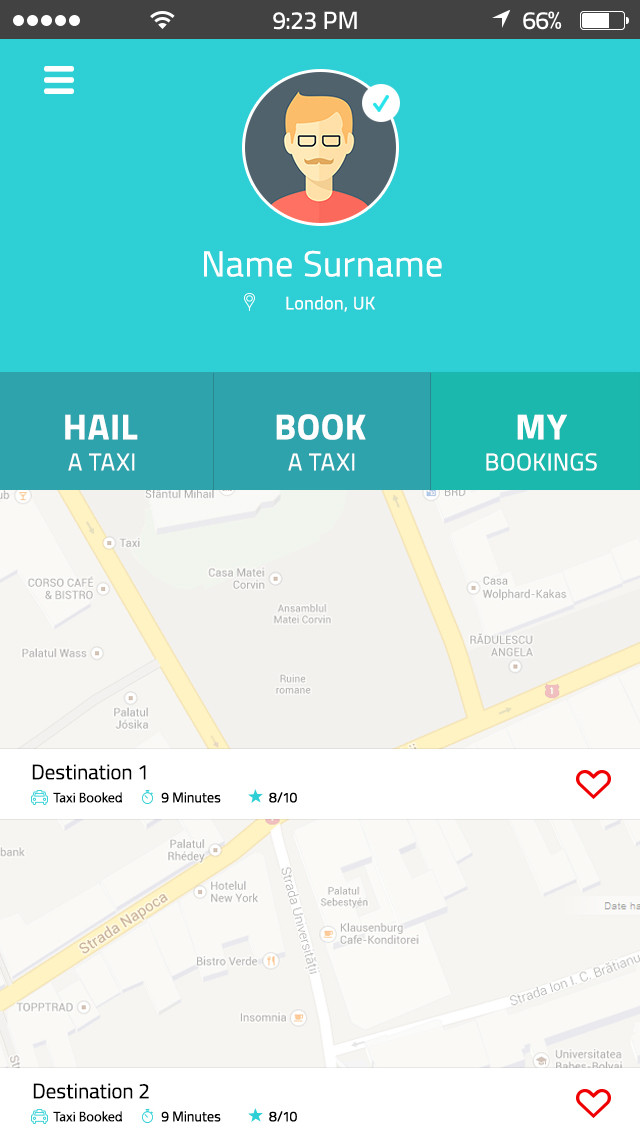 9:23 PM
66%
Name Surname
London, UK
HAIL
A TAXI
BOOK
A TAXI
MY
BOOKINGS
ub
Sfântul Mihail
BRD
Taxi
Casa Matei
Corvin
CORSO CAFÉ
& BISTRO
Casa
Wolphard-Kakas
Ansamblul
Matei Corvin
RĂDULESCU
ANGELA
Palatul Wass
Ruine
romane
1
Palatul
Jósika
Destination 1
Taxi Booked
9 Minutes
8/10
Palatul
Rhédey
bank
Hotelul
New York
Palatul
Sebestyén
Date ha
Strada Napoca
Strada Universității
Klausenburg
Cafe-Konditorei
Bistro Verde
Strada Ion I. C. Brătianu
TOPPTRAD
Insomnia
Universitatea
Babeș-Bolyai
Destination 2
Taxi Booked
9 Minutes
8/10